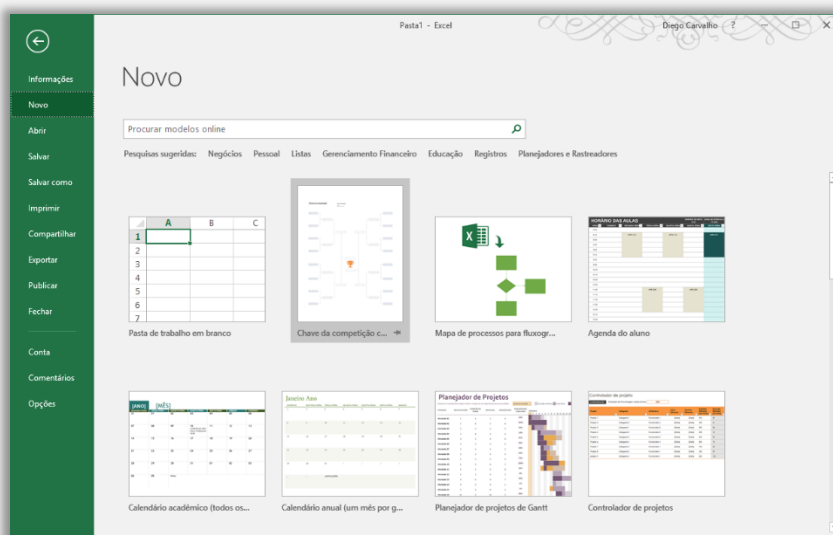 Pasta1 - Excel
Diego Carvalho ?
Informações
Novo
Abrir
Salvar
Salvar como
Imprimir
Compartilhar
Exportar
Publicar
Fechar
Conta
Comentários
Opções
Novo
Procurar modelos online
Pesquisas sugeridas: Negócios Pessoal Listas Gerenciamento Financeiro Educação Registros Planejadores e Rastreadores
A B C
1
2
3
4
5
6
7
HORÁRIO DAS AULAS
Pasta de trabalho em branco
Chave da competição c...
Mapa de processos para fluxogr...
Agenda do aluno
[ANO] [MÊS]
Janeiro Ano
Planejador de Projetos
Controlador de projeto
Calendário acadêmico (todos os...
Calendário anual (um mês por g...
Planejador de projetos de Gantt
Controlador de projetos